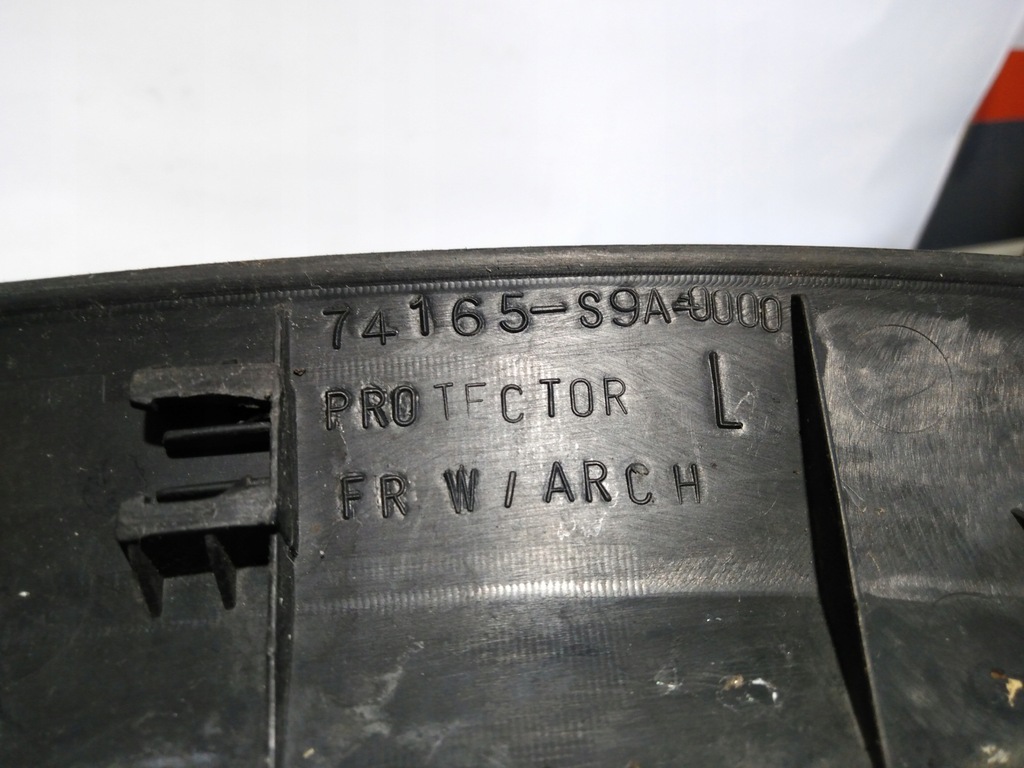 74165-S9A-0000
PROTECTOR L
FR W/ARCH